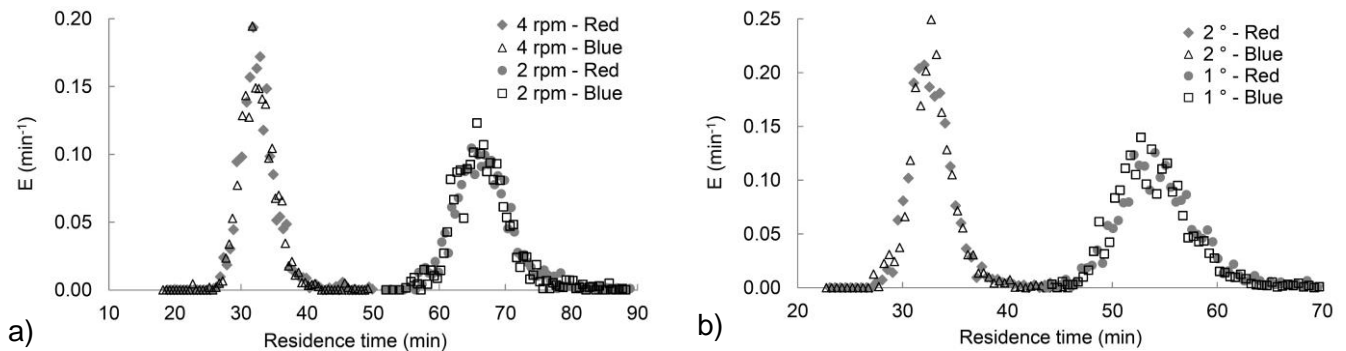 0.20
0.15
0.10
0.05
0.00
E (min-1)
10 20 30 40 50 60 70 80 90
Residence time (min)
4 rpm - Red
4 rpm - Blue
2 rpm - Red
2 rpm - Blue
a)
0.25
0.20
0.15
0.10
0.05
0.00
E (min-1)
20 30 40 50 60 70
Residence time (min)
2 ° - Red
2 ° - Blue
1 ° - Red
1 ° - Blue
b)